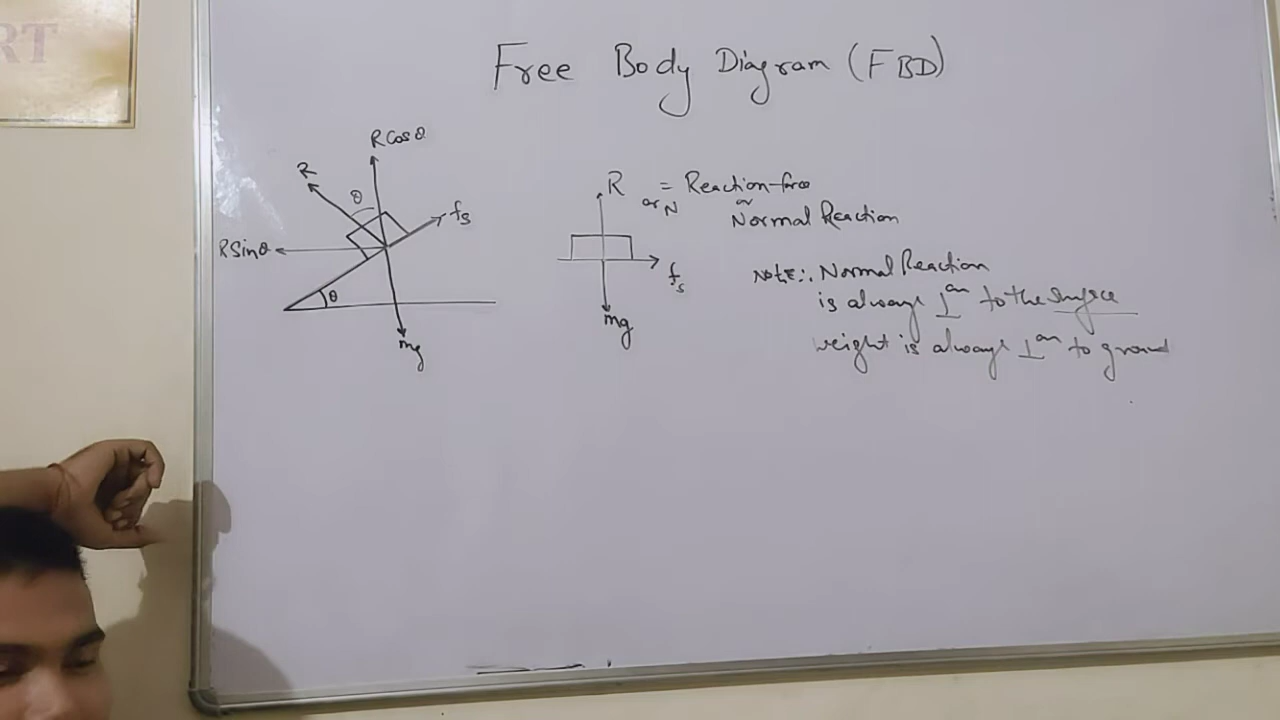 RT
Free Body Diagram (FBD)
R Cos θ
R
θ
fs
R Sin θ
θ
mg
R = Reaction-force
or N or
Normal Reaction
fs
mg
NOTE:. Normal Reaction
is always ⊥ar to the surface
weight is always ⊥ar to ground